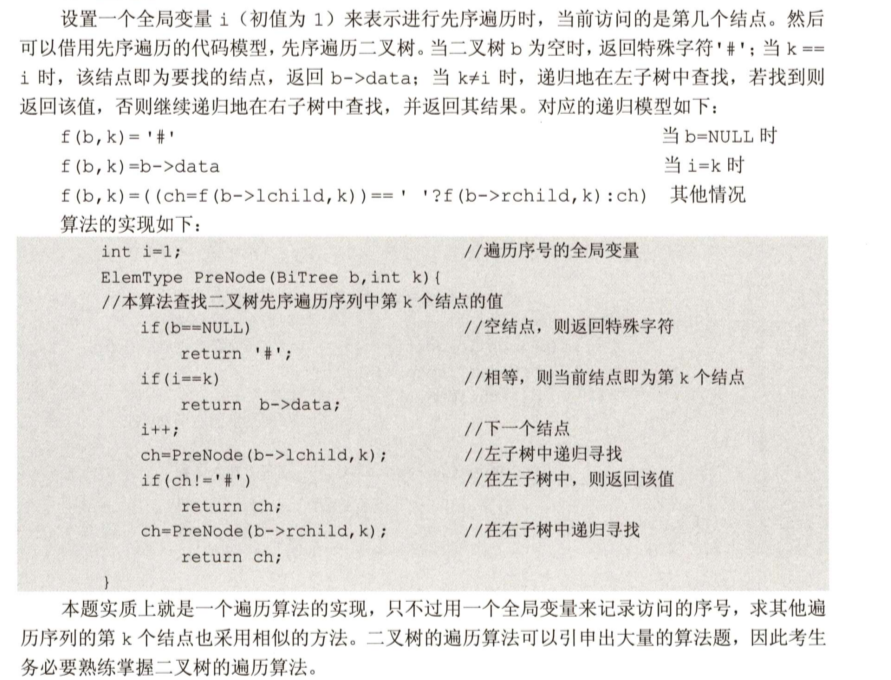 设置一个全局变量 i（初值为 1）来表示进行先序遍历时，当前访问的是第几个结点。然后
可以借用先序遍历的代码模型，先序遍历二叉树。当二叉树 b 为空时，返回特殊字符'#'；当 k ==
i 时，该结点即为要找的结点，返回 b->data；当 k≠i 时，递归地在左子树中查找，若找到则
返回该值，否则继续递归地在右子树中查找，并返回其结果。对应的递归模型如下：
f(b,k)= '#' 当 b=NULL 时
f(b,k)=b->data 当 i=k 时
f(b,k)=((ch=f(b->lchild,k))==' '?f(b->rchild,k):ch) 其他情况
算法的实现如下：
int i=1; //遍历序号的全局变量
ElemType PreNode(BiTree b,int k){
//本算法查找二叉树先序遍历序列中第 k 个结点的值
if(b==NULL) //空结点，则返回特殊字符
return '#';
if(i==k) //相等，则当前结点即为第 k 个结点
return b->data;
i++; //下一个结点
ch=PreNode(b->lchild,k); //左子树中递归寻找
if(ch!='#') //在左子树中，则返回该值
return ch;
ch=PreNode(b->rchild,k); //在右子树中递归寻找
return ch;
}
本题实质上就是一个遍历算法的实现，只不过用一个全局变量来记录访问的序号，求其他遍
历序列的第 k 个结点也采用相似的方法。二叉树的遍历算法可以引申出大量的算法题，因此考生
务必要熟练掌握二叉树的遍历算法。